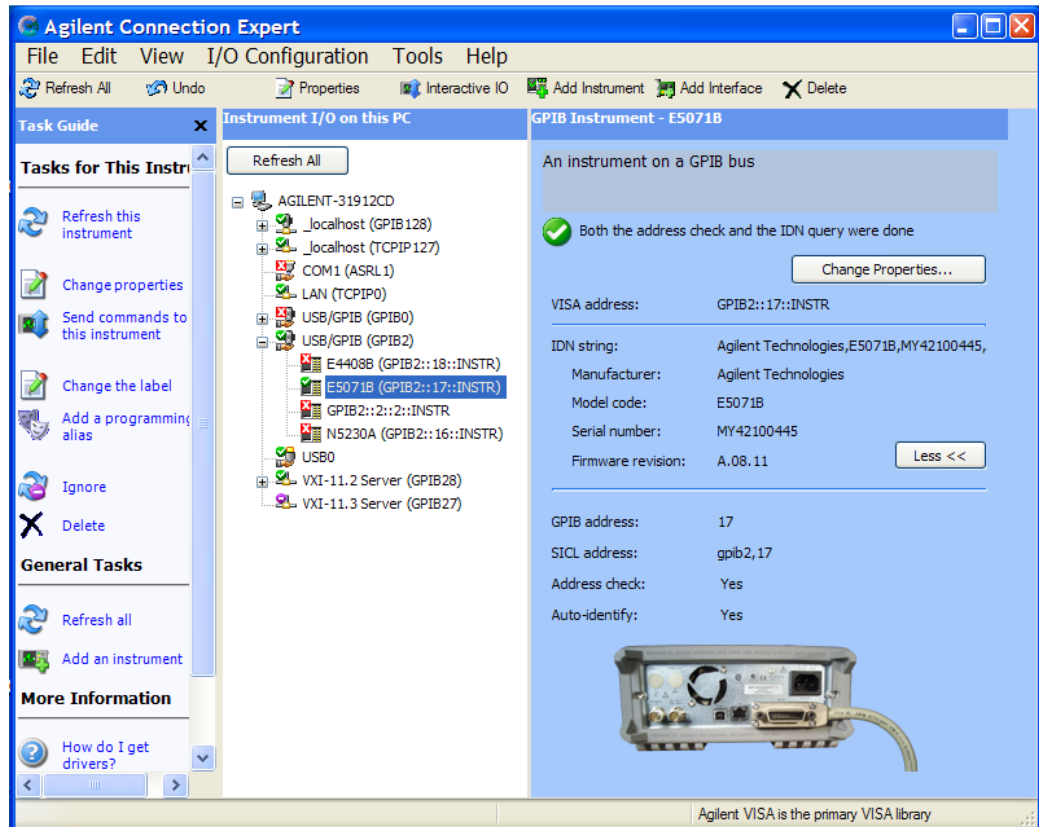 Agilent Connection Expert
File Edit View I/O Configuration Tools Help
Refresh All Undo Properties Interactive IO Add Instrument Add Interface Delete
Task Guide
Tasks for This Instru
Refresh this
instrument
Change properties
Send commands to
this instrument
Change the label
Add a programming
alias
Ignore
Delete
General Tasks
Refresh all
Add an instrument
More Information
How do I get
drivers?
Instrument I/O on this PC
Refresh All
AGILENT-31912CD
_localhost (GPIB128)
_localhost (TCPIP127)
COM1 (ASRL1)
LAN (TCPIP0)
USB/GPIB (GPIB0)
USB/GPIB (GPIB2)
E4408B (GPIB2::18::INSTR)
E5071B (GPIB2::17::INSTR)
GPIB2::2::2::INSTR
N5230A (GPIB2::16::INSTR)
USB0
VXI-11.2 Server (GPIB28)
VXI-11.3 Server (GPIB27)
GPIB Instrument - E5071B
An instrument on a GPIB bus
Both the address check and the IDN query were done
Change Properties...
VISA address: GPIB2::17::INSTR
IDN string: Agilent Technologies,E5071B,MY42100445,
Manufacturer: Agilent Technologies
Model code: E5071B
Serial number: MY42100445
Firmware revision: A.08.11
Less <<
GPIB address: 17
SICL address: gpib2,17
Address check: Yes
Auto-identify: Yes
Agilent VISA is the primary VISA library